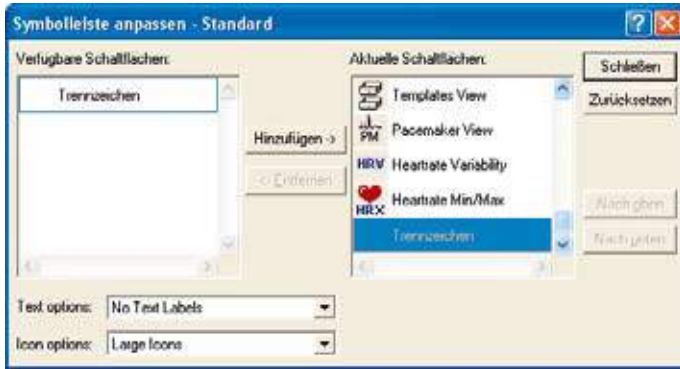 Symbolleiste anpassen - Standard
Verfügbare Schaltflächen:
Trennzeichen
Hinzufügen ->
<- Entfernen
Aktuelle Schaltflächen:
Templates View
PM Pacemaker View
HRV Heartrate Variability
HRX Heartrate Min/Max
Trennzeichen
Schließen
Zurücksetzen
Nach oben
Nach unten
Text options: No Text Labels
Icon options: Large Icons